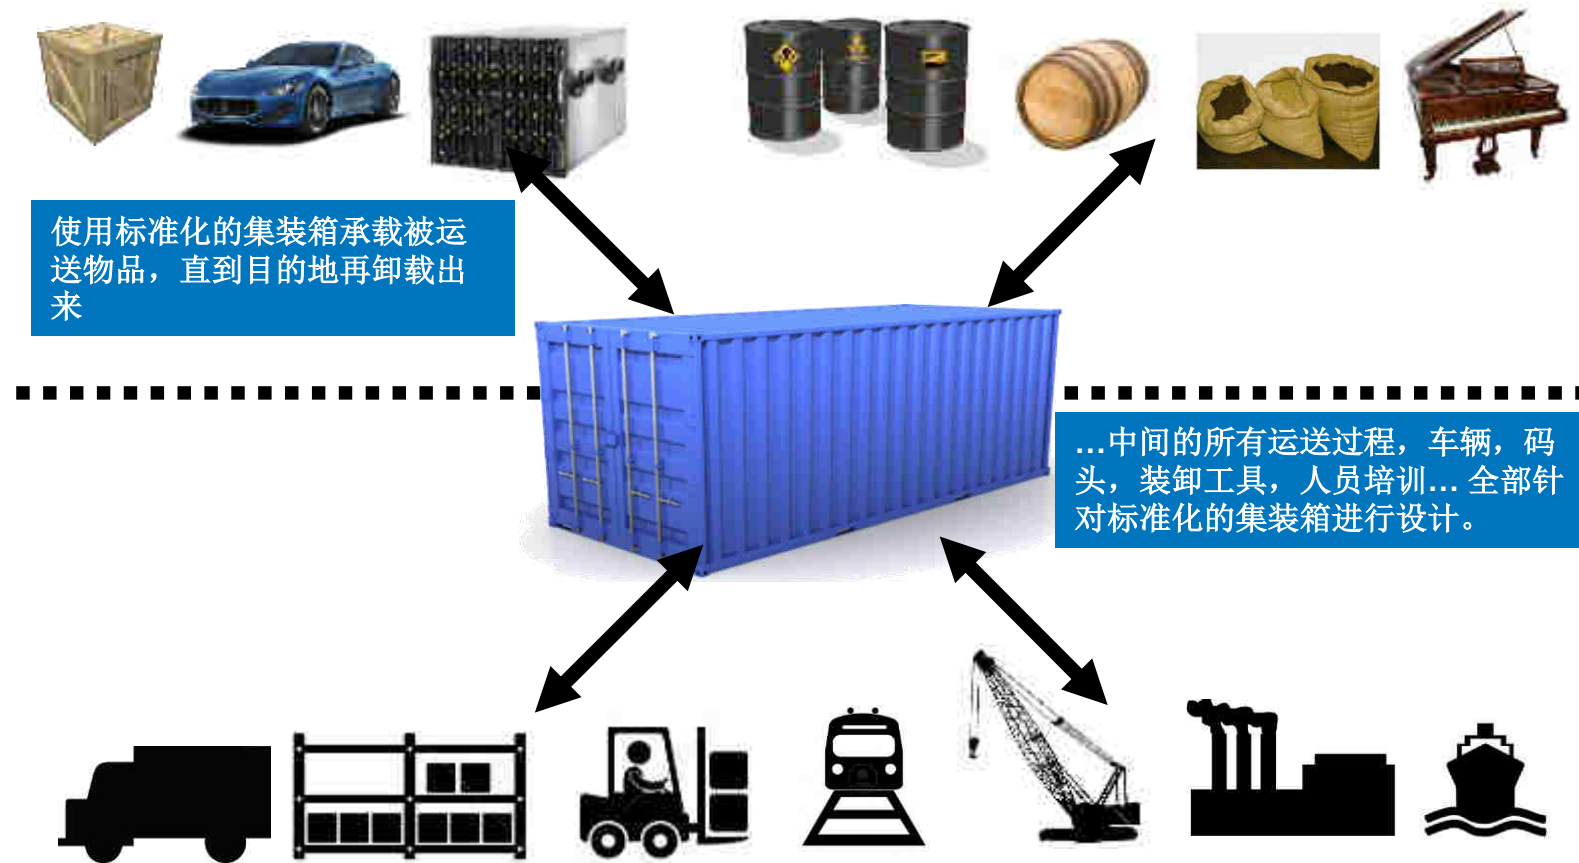 使用标准化的集装箱承载被运
送物品，直到目的地再卸载出
来
…中间的所有运送过程，车辆，码
头，装卸工具，人员培训… 全部针
对标准化的集装箱进行设计。